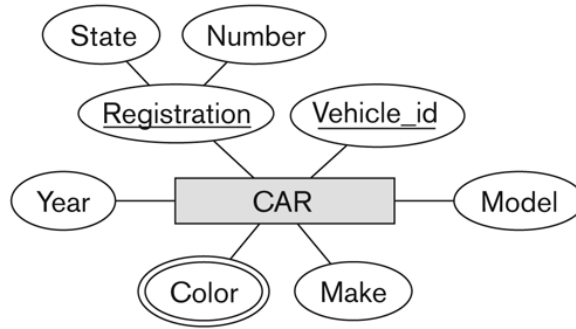 State
Number
Registration
Vehicle_id
Year
CAR
Model
Color
Make